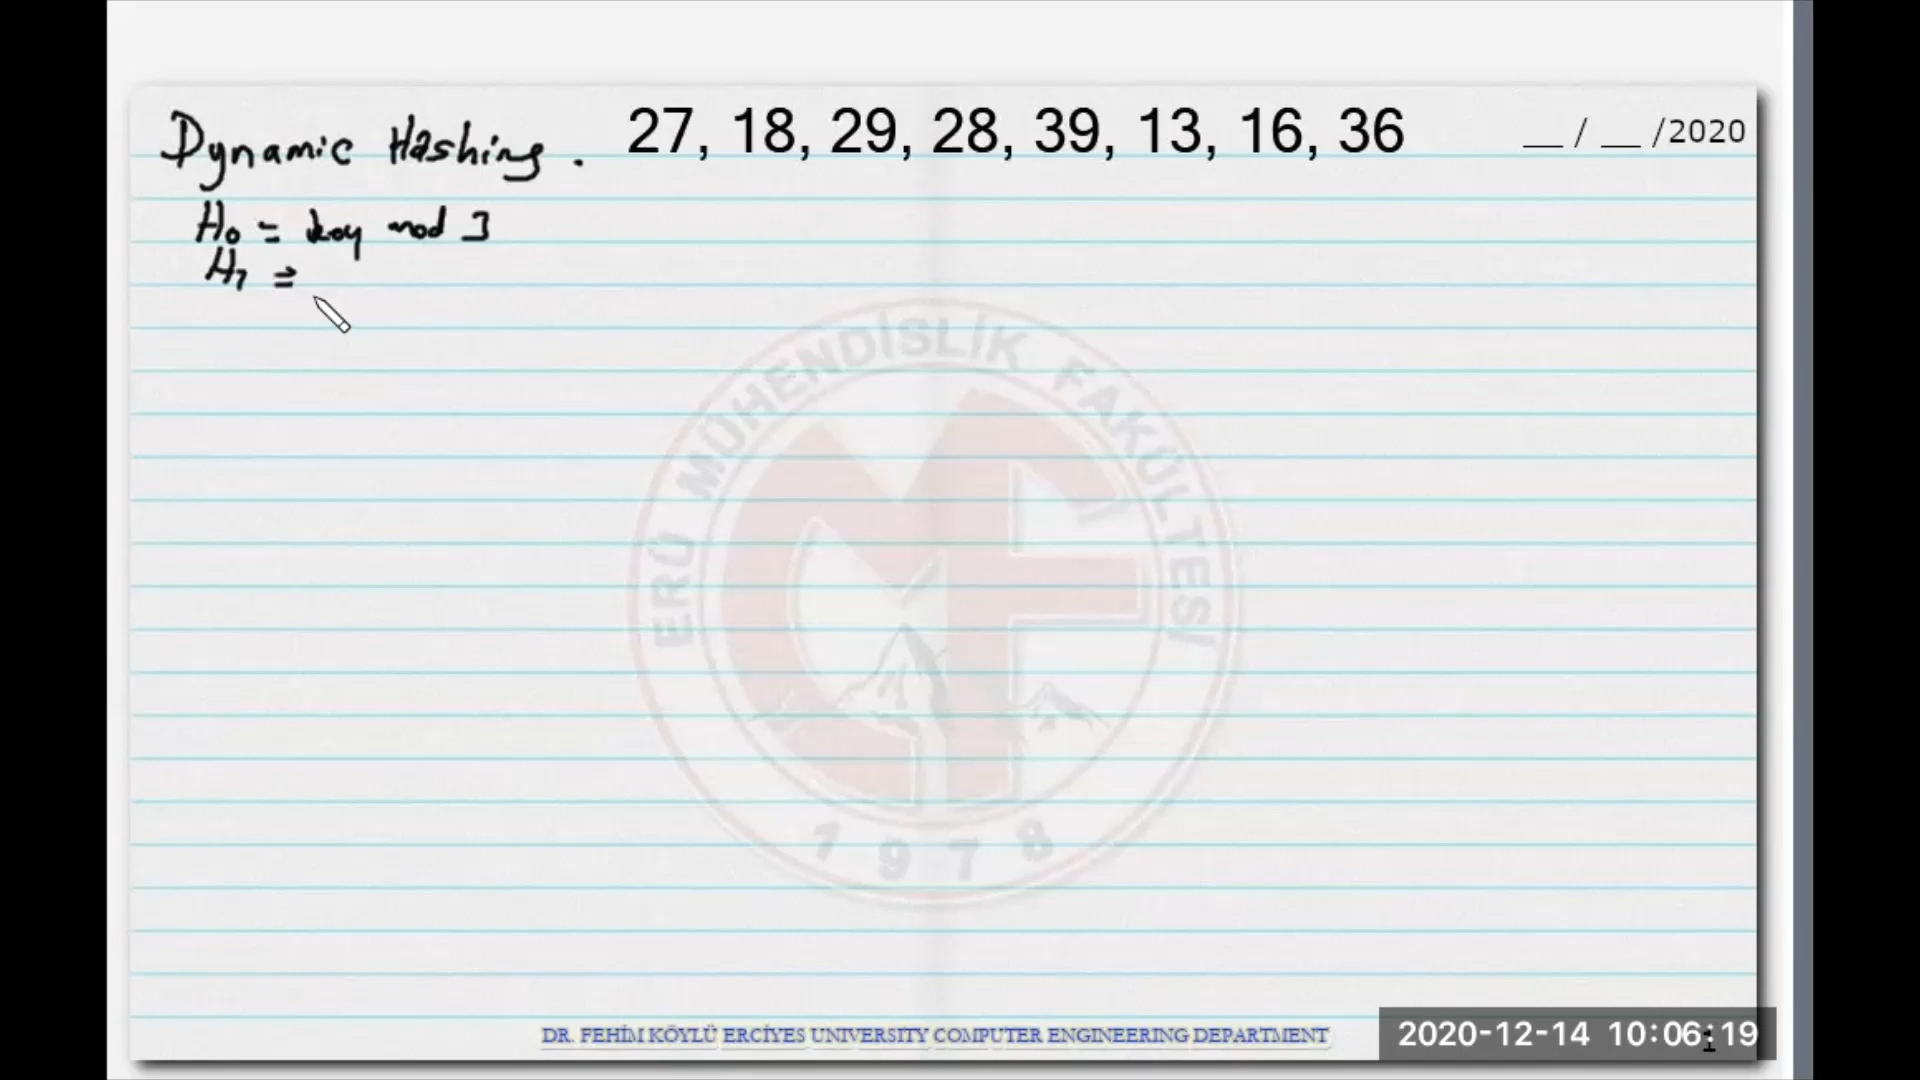 Dynamic Hashing. 27, 18, 29, 28, 39, 13, 16, 36 __ / __ /2020
H0 = key mod 3
H1 =
ERÜ MÜHENDİSLİK FAKÜLTESİ
1978
DR. FEHİM KÖYLÜ ERCİYES UNIVERSITY COMPUTER ENGINEERING DEPARTMENT
2020-12-14 10:06:19
1